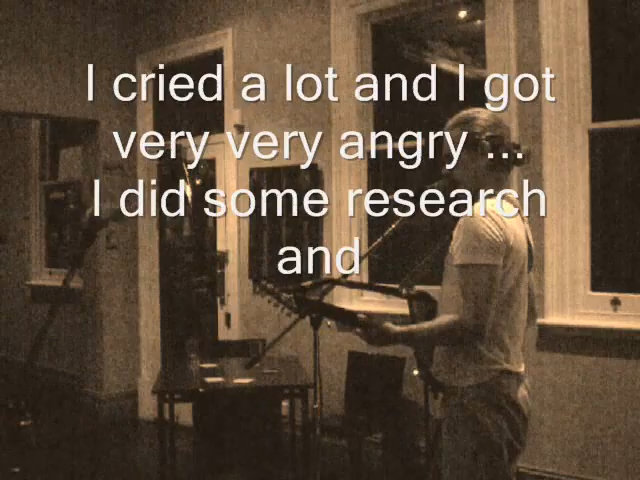 I cried a lot and I got
very very angry ...
I did some research
and